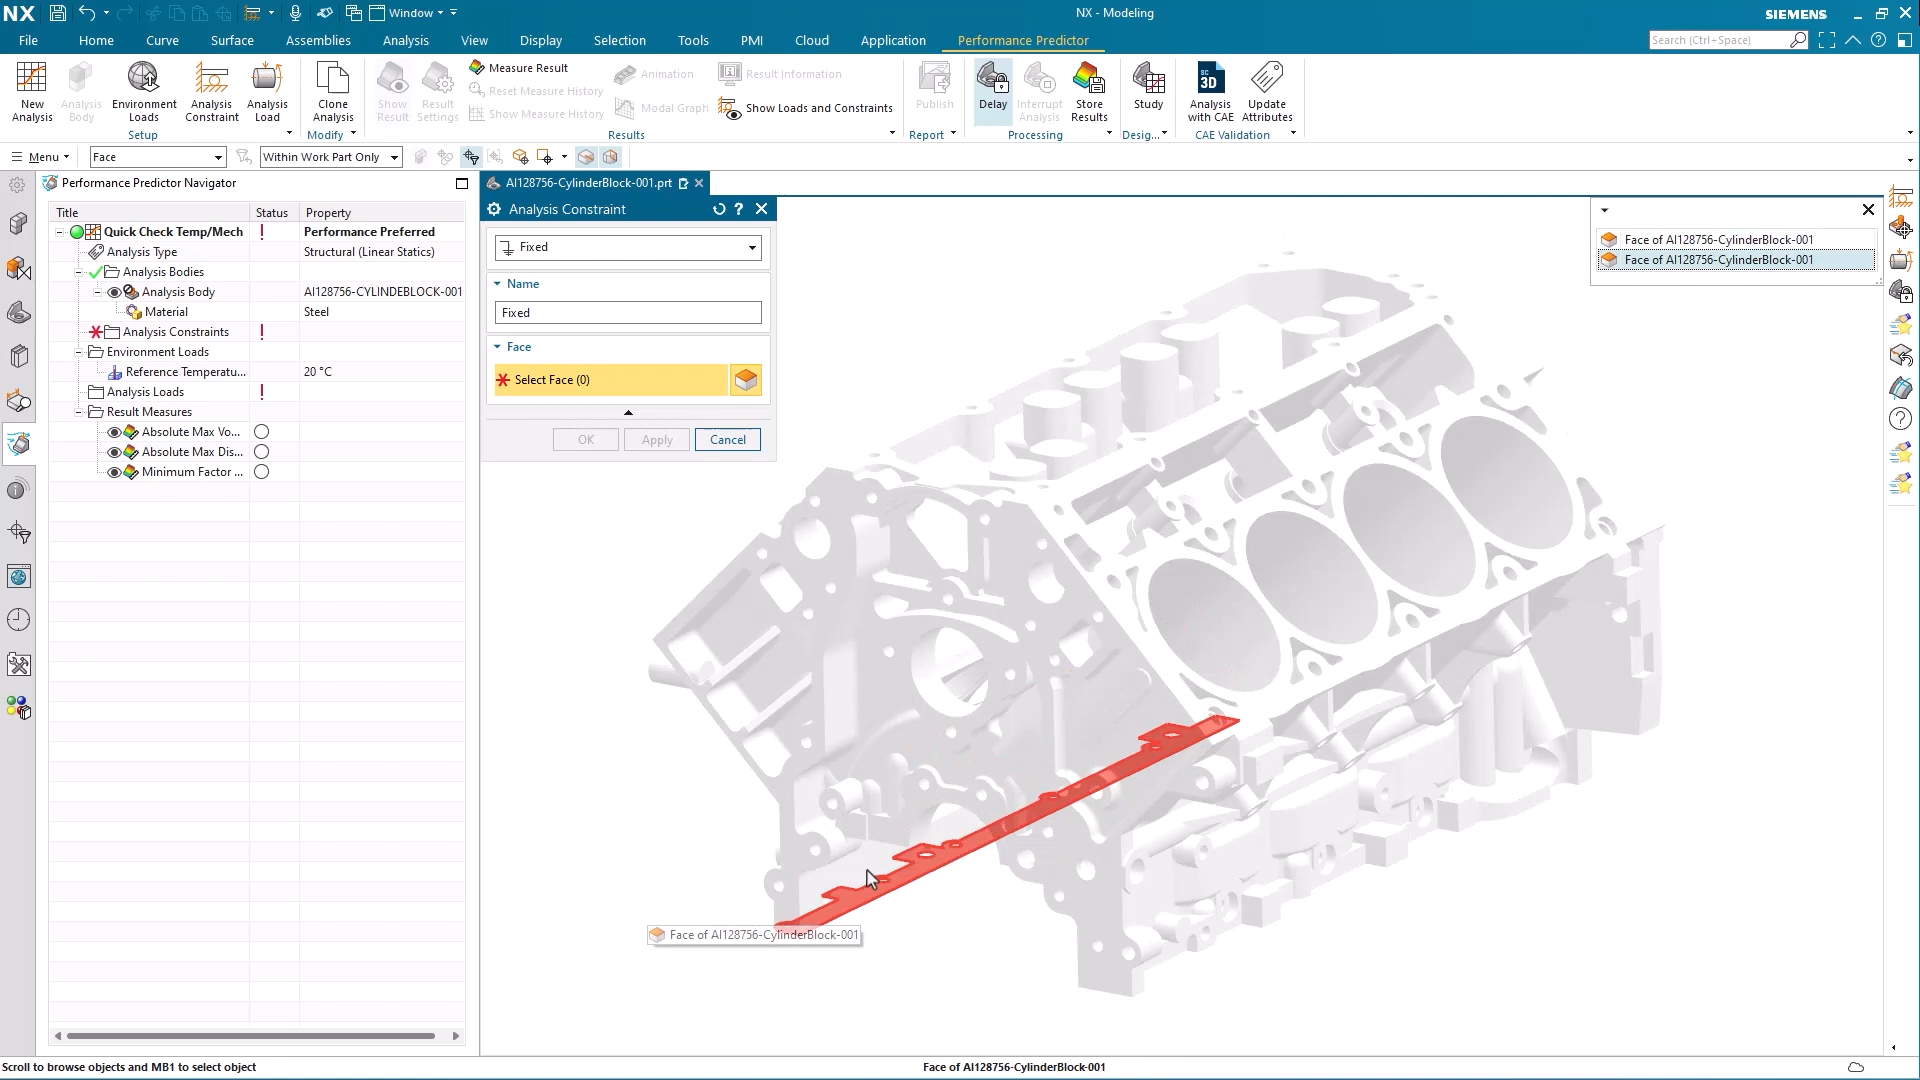 NX
Window
NX - Modeling
SIEMENS
File
Home
Curve
Surface
Assemblies
Analysis
View
Display
Selection
Tools
PMI
Cloud
Application
Performance Predictor
Search (Ctrl+Space)
New Analysis
Analysis Body
Environment Loads
Analysis Constraint
Analysis Load
Setup
Clone Analysis
Modify
Show Result
Result Settings
Measure Result
Reset Measure History
Show Measure History
Animation
Modal Graph
Result Information
Show Loads and Constraints
Results
Publish
Report
Delay
Interrupt Analysis
Store Results
Processing
Study
Desig...
SC 3D
Analysis with CAE
Update Attributes
CAE Validation
Menu
Face
Within Work Part Only
Performance Predictor Navigator
Title
Status
Property
Quick Check Temp/Mech
!
Performance Preferred
Analysis Type
Structural (Linear Statics)
Analysis Bodies
Analysis Body
AI128756-CYLINDEBLOCK-001
Material
Steel
Analysis Constraints
!
Environment Loads
Reference Temperatu...
20 °C
Analysis Loads
!
Result Measures
Absolute Max Vo...
Absolute Max Dis...
Minimum Factor ...
AI128756-CylinderBlock-001.prt
Analysis Constraint
?
Fixed
Name
Fixed
Face
Select Face (0)
OK
Apply
Cancel
Face of AI128756-CylinderBlock-001
Face of AI128756-CylinderBlock-001
Face of AI128756-CylinderBlock-001
Scroll to browse objects and MB1 to select object
Face of AI128756-CylinderBlock-001